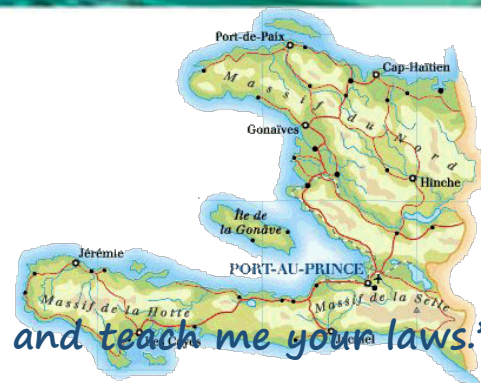 Port-de-Paix
Cap-Haïtien
Massif du Nord
Gonaïves
Hinche
Île de
la Gonâve
Jérémie
PORT-AU-PRINCE
Massif de la Hotte
Massif de la Selle
and teach me your laws.”